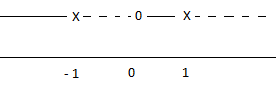 X - - - - 0 —— X - - - - - -
- 1 0 1